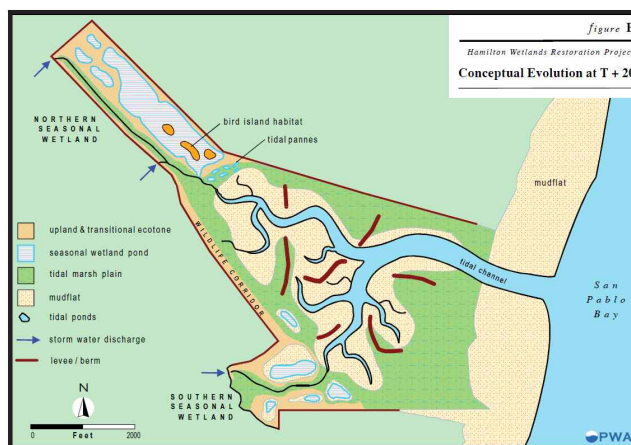 figure
Hamilton Wetlands Restoration Projec
Conceptual Evolution at T + 20
NORTHERN
SEASONAL
WETLAND
bird island habitat
tidal pannes
mudflat
upland & transitional ecotone
seasonal wetland pond
tidal marsh plain
mudflat
tidal ponds
storm water discharge
levee / berm
WILDLIFE CORRIDOR
tidal channel
San
Pablo
Bay
N
0 Feet 2000
SOUTHERN
SEASONAL
WETLAND
PWA